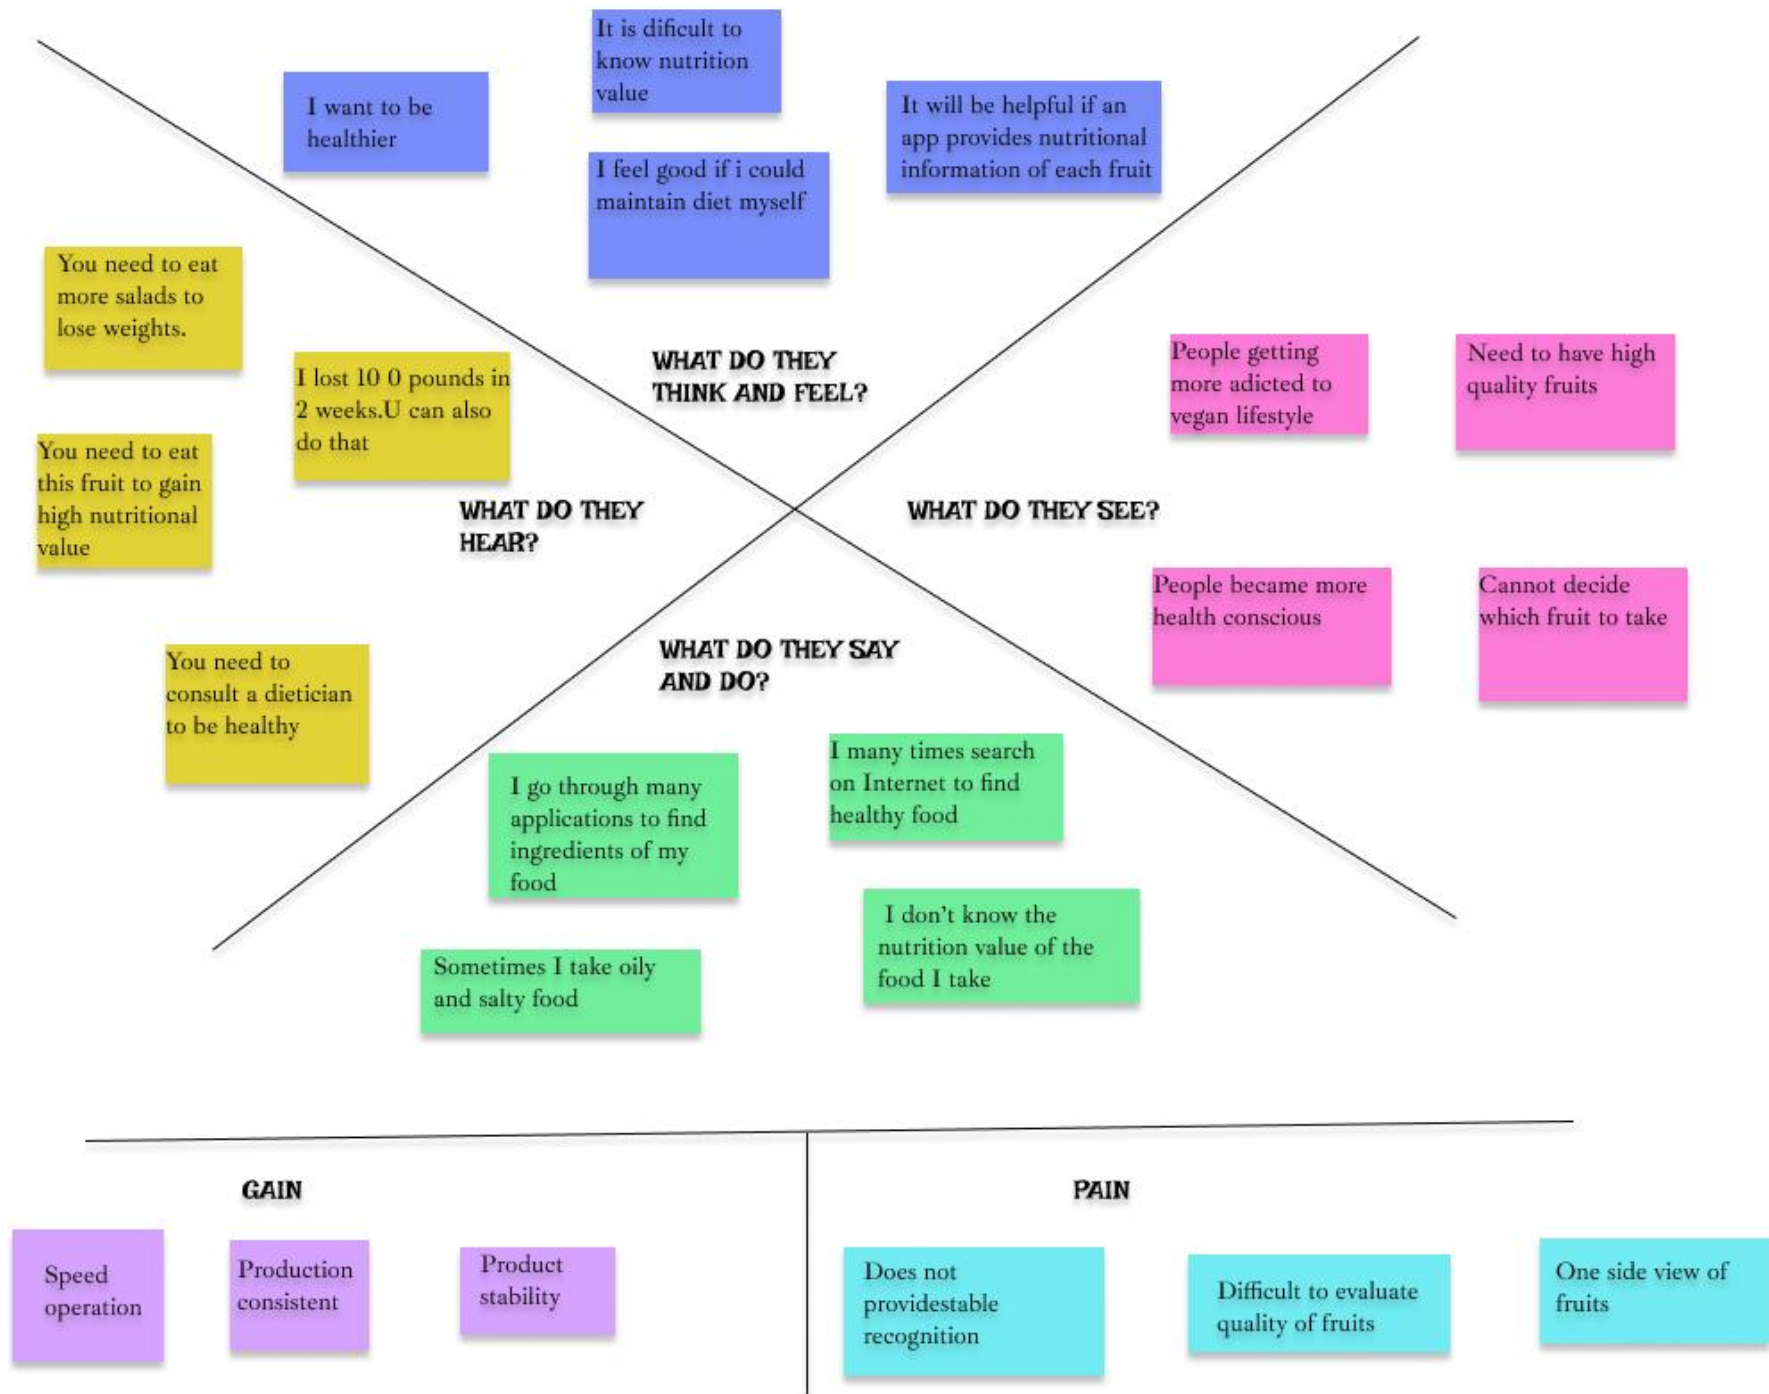 It is dificult to
know nutrition
value
I want to be
healthier
It will be helpful if an
app provides nutritional
information of each fruit
I feel good if i could
maintain diet myself
You need to eat
more salads to
lose weights.
I lost 10 0 pounds in
2 weeks.U can also
do that
You need to eat
this fruit to gain
high nutritional
value
You need to
consult a dietician
to be healthy
WHAT DO THEY
THINK AND FEEL?
WHAT DO THEY
HEAR?
WHAT DO THEY SEE?
WHAT DO THEY SAY
AND DO?
People getting
more adicted to
vegan lifestyle
Need to have high
quality fruits
People became more
health conscious
Cannot decide
which fruit to take
I go through many
applications to find
ingredients of my
food
I many times search
on Internet to find
healthy food
I don't know the
nutrition value of the
food I take
Sometimes I take oily
and salty food
GAIN
Speed
operation
Production
consistent
Product
stability
PAIN
Does not
providestable
recognition
Difficult to evaluate
quality of fruits
One side view of
fruits